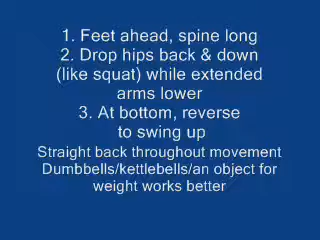 1. Feet ahead, spine long
2. Drop hips back & down
(like squat) while extended
arms lower
3. At bottom, reverse
to swing up
Straight back throughout movement
Dumbbells/kettlebells/an object for
weight works better